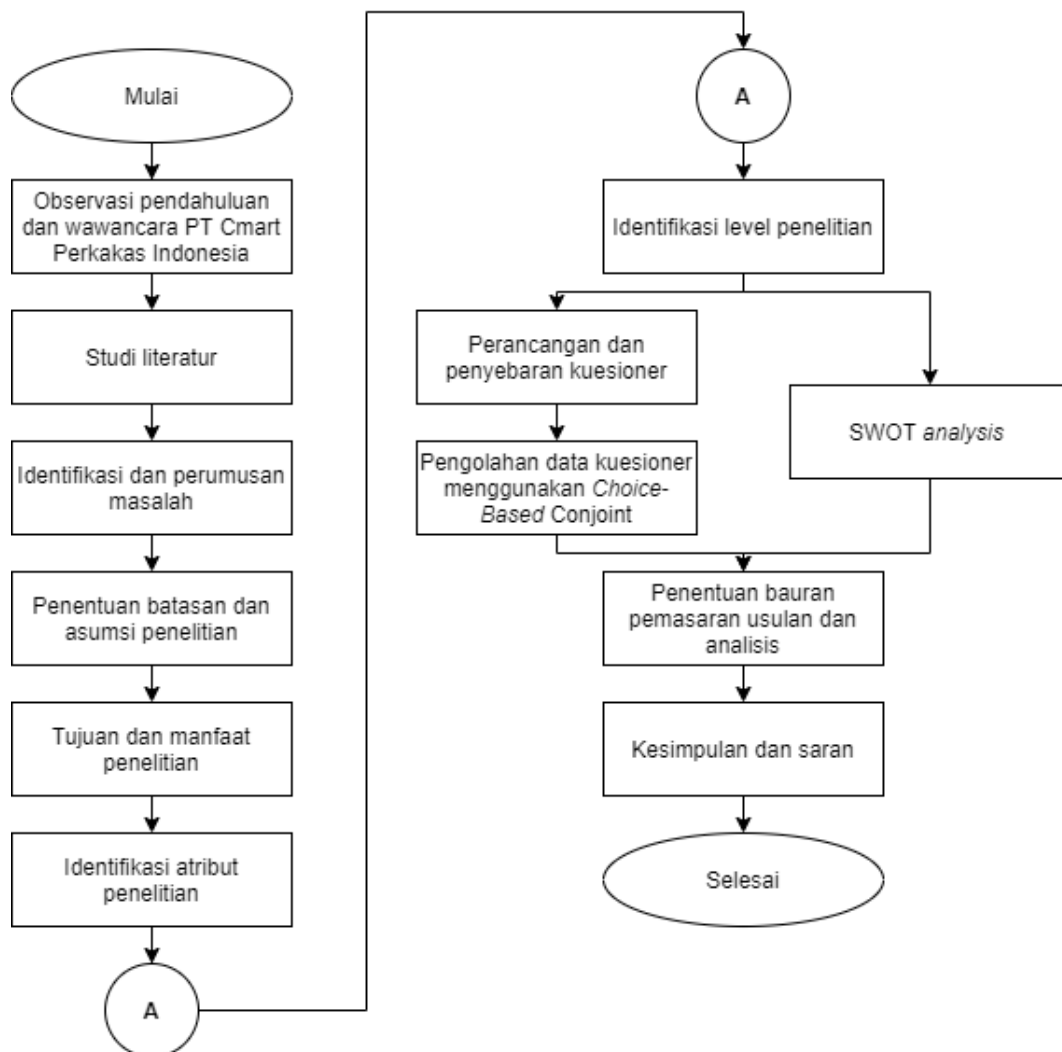 Mulai
Observasi pendahuluan
dan wawancara PT Cmart
Perkakas Indonesia
Studi literatur
Identifikasi dan perumusan
masalah
Penentuan batasan dan
asumsi penelitian
Tujuan dan manfaat
penelitian
Identifikasi atribut
penelitian
A
A
Identifikasi level penelitian
Perancangan dan
penyebaran kuesioner
Pengolahan data kuesioner
menggunakan Choice-
Based Conjoint
SWOT analysis
Penentuan bauran
pemasaran usulan dan
analisis
Kesimpulan dan saran
Selesai